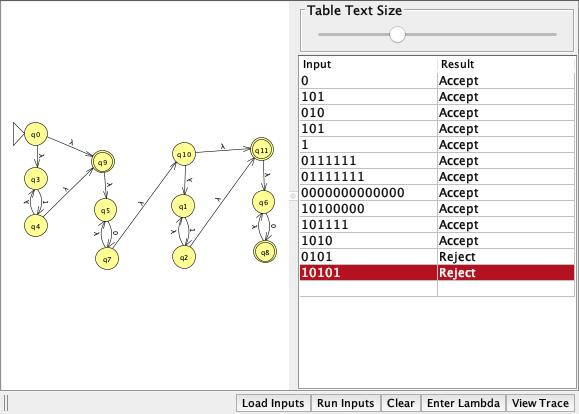 Table Text Size
Input Result
0 Accept
101 Accept
010 Accept
101 Accept
1 Accept
0111111 Accept
01111111 Accept
0000000000000 Accept
10100000 Accept
101111 Accept
1010 Accept
0101 Reject
10101 Reject
q0 λ q9 q10 λ q11
λ λ λ λ
q3 q5 q1 q6
λ 1 λ λ 0 λ λ 1 λ λ 0
q4 q7 q2 q8
Load Inputs Run Inputs Clear Enter Lambda View Trace